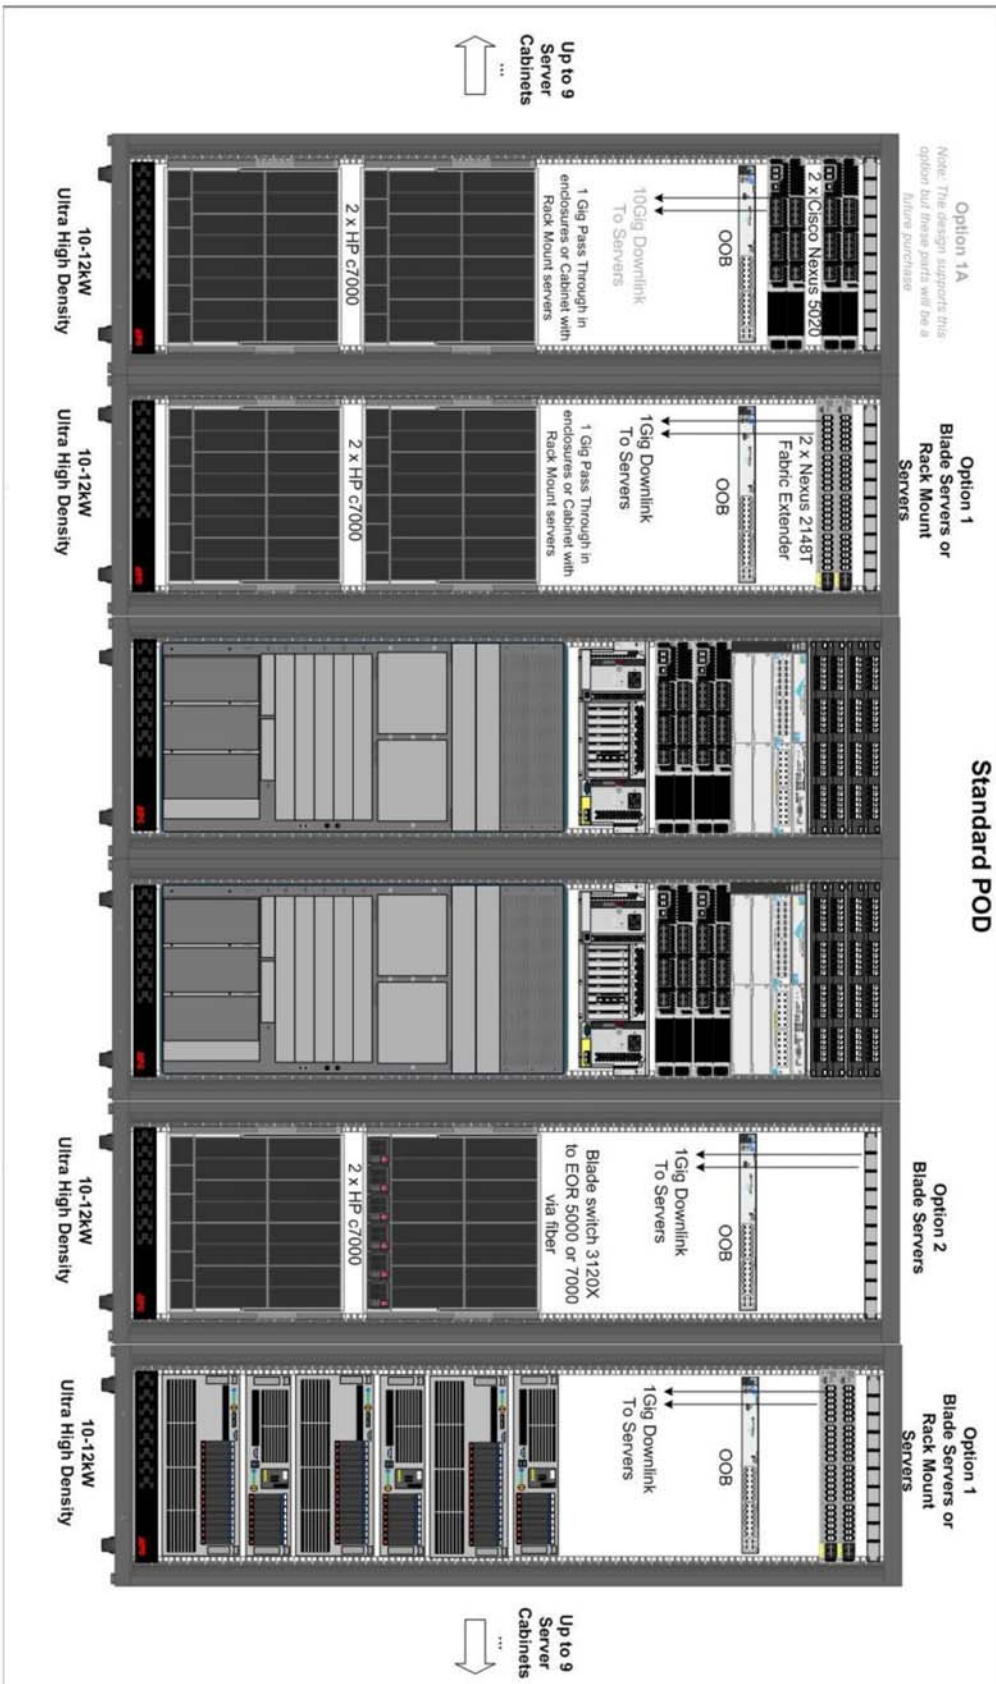 Standard POD
Option 1A
Note: The design supports this
option but these parts will be a
future purchase
Option 1
Blade Servers or
Rack Mount
Servers
Option 2
Blade Servers
Option 1
Blade Servers or
Rack Mount
Servers
Up to 9
Server
Cabinets
...
2 x Cisco Nexus 5020
OOB
10Gig Downlink
To Servers
1 Gig Pass Through in
enclosures or Cabinet with
Rack Mount servers
2 x HP c7000
10-12kW
Ultra High Density
2 x Nexus 2148T
Fabric Extender
OOB
1Gig Downlink
To Servers
1 Gig Pass Through in
enclosures or Cabinet with
Rack Mount servers
2 x HP c7000
10-12kW
Ultra High Density
OOB
1Gig Downlink
To Servers
Blade switch 3120X
to EOR 5000 or 7000
via fiber
2 x HP c7000
10-12kW
Ultra High Density
OOB
1Gig Downlink
To Servers
10-12kW
Ultra High Density
Up to 9
Server
Cabinets
...